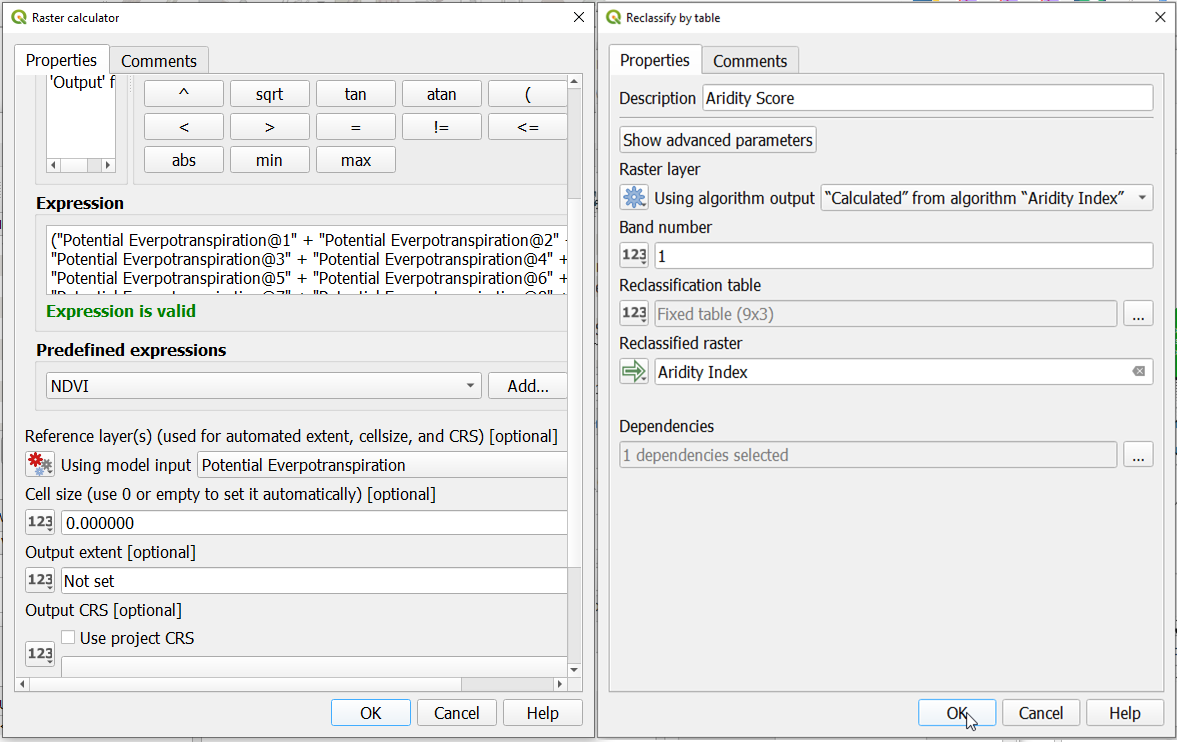 Raster calculator
Properties
Comments
'Output' f
^
sqrt
tan
atan
(
<
>
=
!=
<=
abs
min
max
Expression
("Potential Everpotranspiration@1" + "Potential Everpotranspiration@2"
"Potential Everpotranspiration@3" + "Potential Everpotranspiration@4" +
"Potential Everpotranspiration@5" + "Potential Everpotranspiration@6" +
"Potential Everpotranspiration@7" + "Potential Everpotranspiration@8" +
Expression is valid
Predefined expressions
NDVI
Add...
Reference layer(s) (used for automated extent, cellsize, and CRS) [optional]
Using model input
Potential Everpotranspiration
Cell size (use 0 or empty to set it automatically) [optional]
123
0.000000
Output extent [optional]
123
Not set
Output CRS [optional]
Use project CRS
123
OK
Cancel
Help
Reclassify by table
Properties
Comments
Description
Aridity Score
Show advanced parameters
Raster layer
Using algorithm output
“Calculated” from algorithm “Aridity Index”
Band number
123
1
Reclassification table
123
Fixed table (9x3)
...
Reclassified raster
Aridity Index
Dependencies
1 dependencies selected
...
OK
Cancel
Help